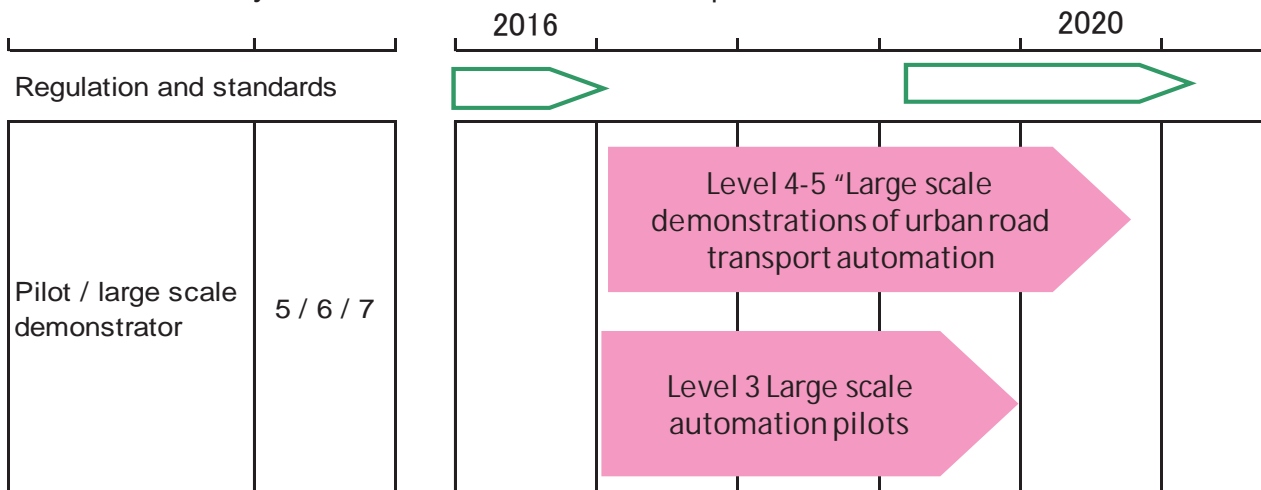 2016
2020
Regulation and standards
Pilot / large scale
demonstrator
5 / 6 / 7
Level 4-5 “Large scale
demonstrations of urban road
transport automation
Level 3 Large scale
automation pilots